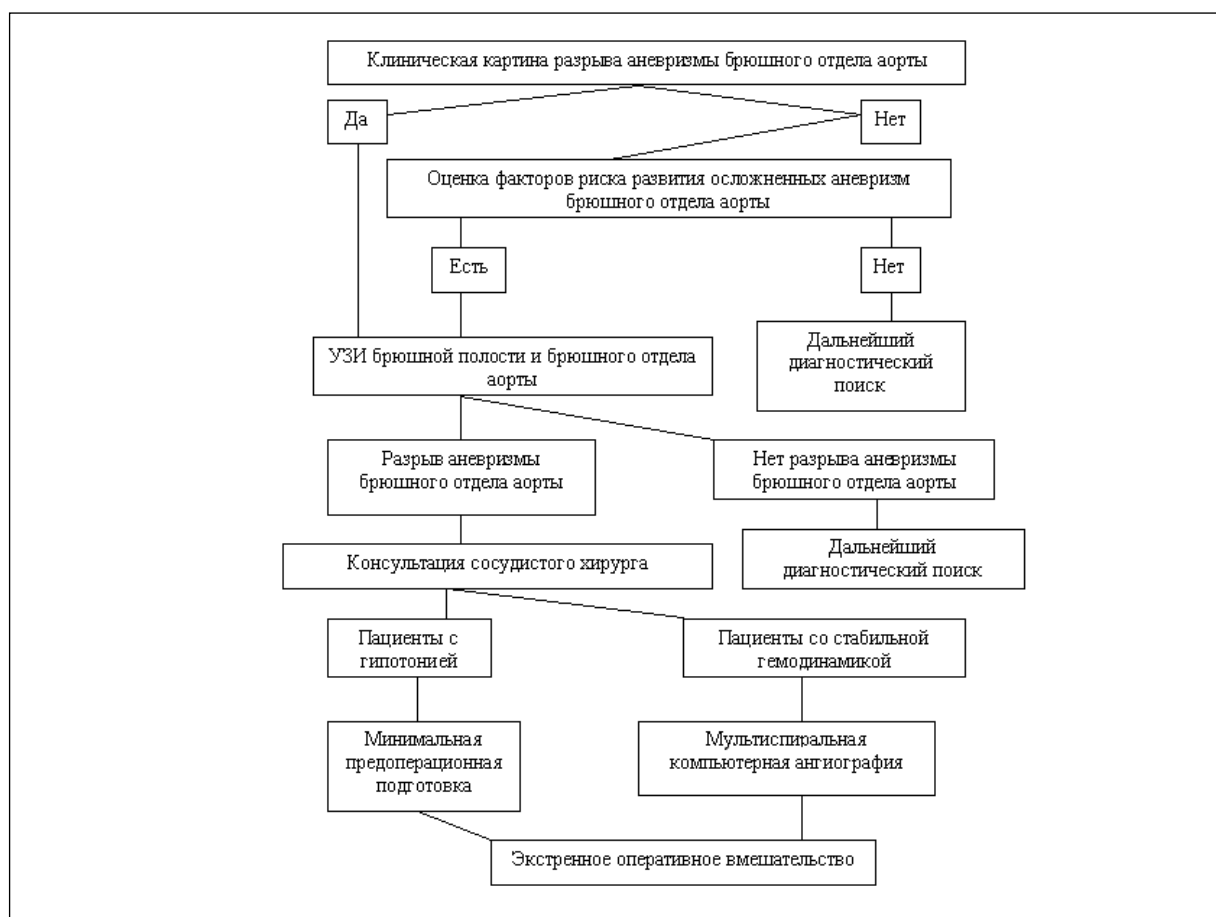 Клиническая картина разрыва аневризмы брюшного отдела аорты
Да
Нет
Оценка факторов риска развития осложненных аневризм
брюшного отдела аорты
Есть
Нет
УЗИ брюшной полости и брюшного отдела
аорты
Дальнейший
диагностический
поиск
Разрыв аневризмы
брюшного отдела аорты
Нет разрыва аневризмы
брюшного отдела аорты
Консультация сосудистого хирурга
Дальнейший
диагностический поиск
Пациенты с
гипотонией
Пациенты со стабильной
гемодинамикой
Минимальная
предоперационная
подготовка
Мультиспиральная
компьютерная ангиография
Экстренное оперативное вмешательство